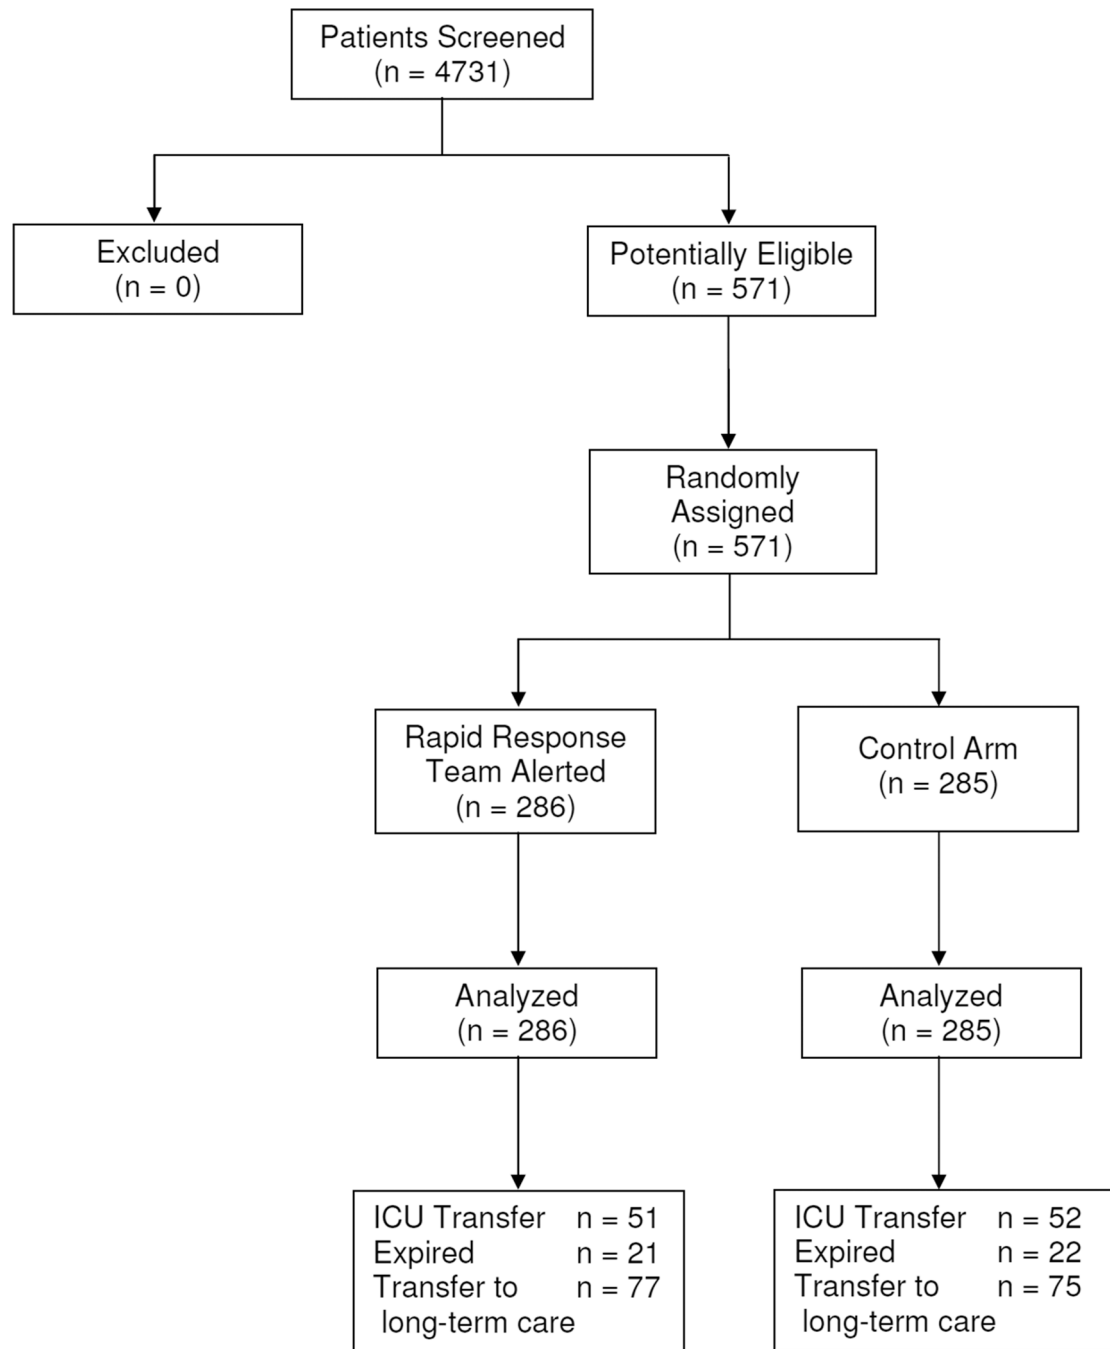 Patients Screened
(n = 4731)
Excluded
(n = 0)
Potentially Eligible
(n = 571)
Randomly
Assigned
(n = 571)
Rapid Response
Team Alerted
(n = 286)
Control Arm
(n = 285)
Analyzed
(n = 286)
Analyzed
(n = 285)
ICU Transfer n = 51
Expired n = 21
Transfer to n = 77
long-term care
ICU Transfer n = 52
Expired n = 22
Transfer to n = 75
long-term care